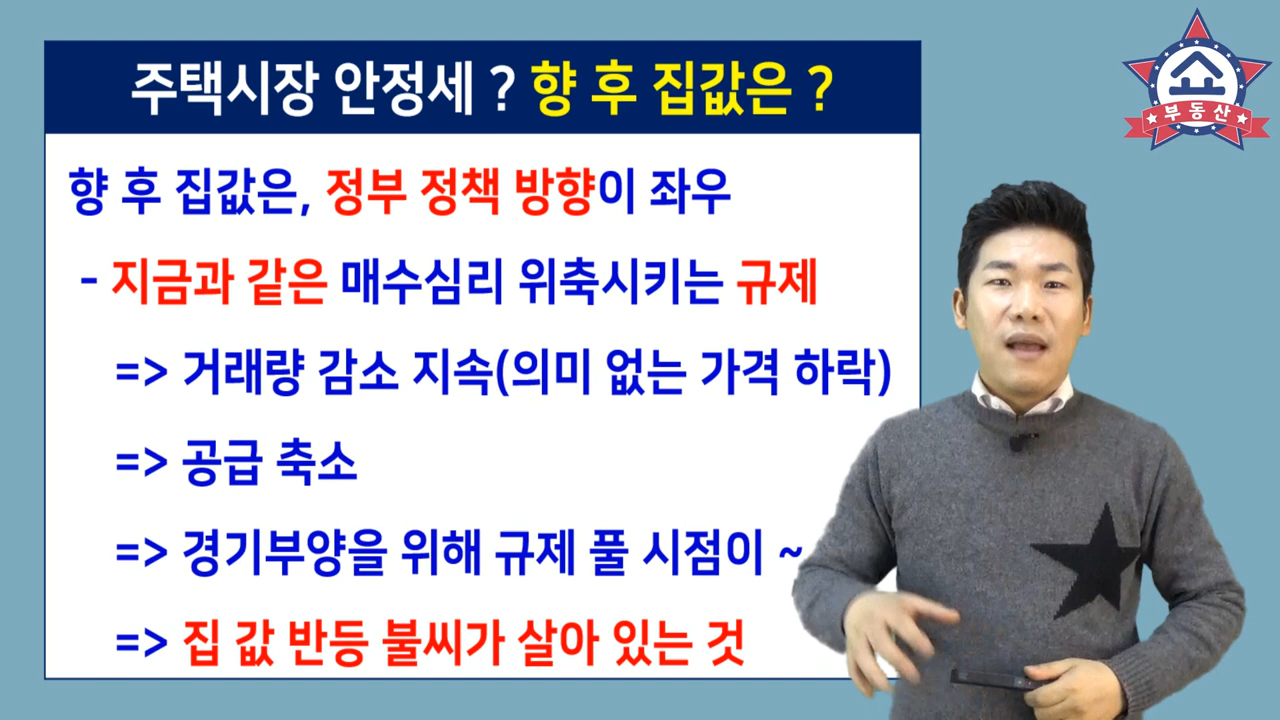 주택시장 안정세 ? 향 후 집값은 ?
부동산
향 후 집값은, 정부 정책 방향이 좌우
- 지금과 같은 매수심리 위축시키는 규제
=> 거래량 감소 지속(의미 없는 가격 하락)
=> 공급 축소
=> 경기부양을 위해 규제 풀 시점이 ~
=> 집 값 반등 불씨가 살아 있는 것